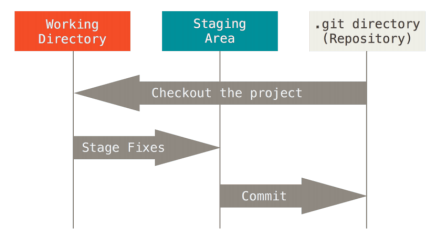 Working
Directory
Staging
Area
.git directory
(Repository)
Checkout the project
Stage Fixes
Commit